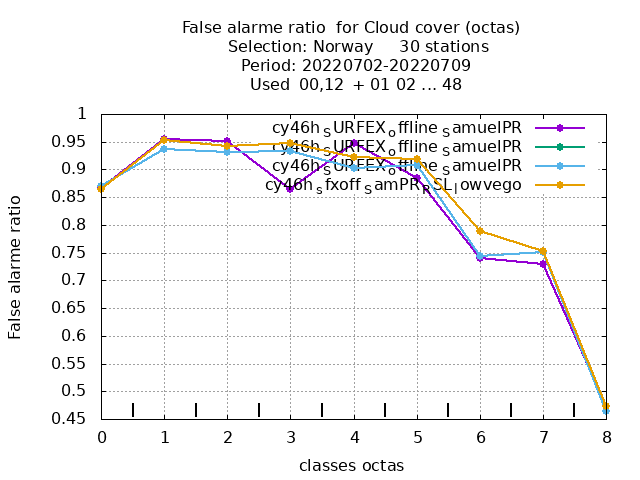 False alarme ratio  for Cloud cover (octas)
Selection: Norway     30 stations
Period: 20220702-20220709
Used  00,12  + 01 02 ... 48
cy46h_SURFEX_offline_samuelPR
cy46h_SURFEX_offline_samuelPR
cy46h_SURFEX_offline_samuelPR
cy46h_sfxoff_samPR_RSL_lowvego
False alarme ratio
1
0.95
0.9
0.85
0.8
0.75
0.7
0.65
0.6
0.55
0.5
0.45
0 1 2 3 4 5 6 7 8
classes octas